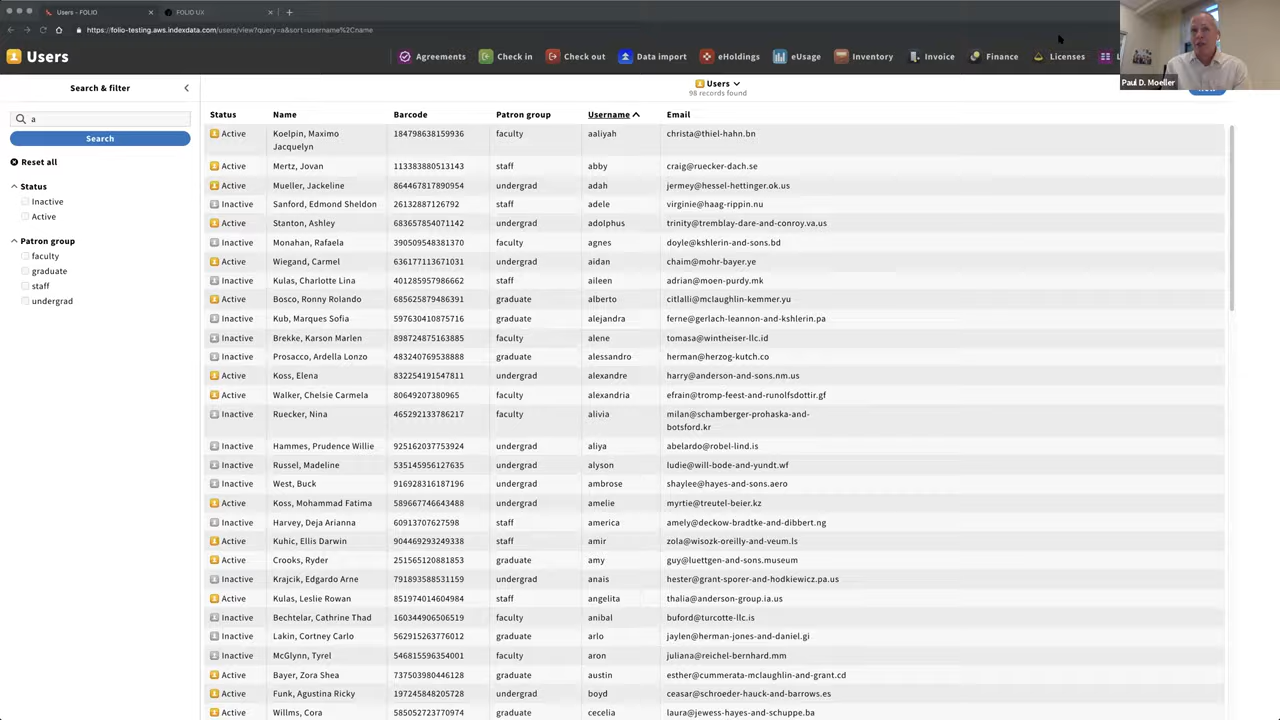 Users - FOLIO × FOLIO UX × +
https://folio-testing.aws.indexdata.com/users/view?query=a&sort=username%2Cname
Users Agreements Check in Check out Data import eHoldings eUsage Inventory Invoice Finance Licenses
Paul D. Moeller
Search & filter
Users
98 records found
a
Search
Reset all
Status
Inactive
Active
Patron group
faculty
graduate
staff
undergrad
Status Name Barcode Patron group Username Email
Active Koelpin, Maximo Jacquelyn 184798638159936 faculty aaliyah christa@thiel-hahn.bn
Active Mertz, Jovan 113383880513143 staff abby craig@ruecker-dach.se
Active Mueller, Jackeline 864467817890954 undergrad adah jermey@hessel-hettinger.ok.us
Inactive Sanford, Edmond Sheldon 26132887126792 staff adele virginie@haag-rippin.nu
Active Stanton, Ashley 683657854071142 undergrad adolphus trinity@tremblay-dare-and-conroy.va.us
Inactive Monahan, Rafaela 390509548381370 faculty agnes doyle@kshlerin-and-sons.bd
Active Wiegand, Carmel 636177113671031 undergrad aidan chaim@mohr-bayer.ye
Inactive Kulas, Charlotte Lina 401285957986662 staff aileen adrian@moen-purdy.mk
Active Bosco, Ronny Rolando 685625879486391 graduate alberto citlalli@mclaughlin-kemmer.yu
Inactive Kub, Marques Sofia 597630410875716 graduate alejandra ferne@gerlach-leannon-and-kshlerin.pa
Inactive Brekke, Karson Marlen 898724875163885 faculty alene tomasa@wintheiser-llc.id
Inactive Prosacco, Ardella Lonzo 483240769538888 graduate alessandro herman@herzog-kutch.co
Active Koss, Elena 832254191547811 undergrad alexandre harry@anderson-and-sons.nm.us
Active Walker, Chelsie Carmela 80649207380965 faculty alexandria efrain@tromp-feest-and-runolfsdottir.gf
Inactive Ruecker, Nina 465292133786217 faculty alivia milan@schamberger-prohaska-and-botsford.kr
Inactive Hammes, Prudence Willie 925162037753924 undergrad aliya abelardo@robel-lind.is
Inactive Russel, Madeline 535145956127635 undergrad alyson ludie@will-bode-and-yundt.wf
Inactive West, Buck 916928316187196 undergrad ambrose shaylee@hayes-and-sons.aero
Active Koss, Mohammad Fatima 589667746643488 undergrad amelie myrtie@treutel-beier.kz
Inactive Harvey, Deja Arianna 60913707627598 staff america amely@deckow-bradtke-and-dibbert.ng
Active Kuhic, Ellis Darwin 904469293249338 staff amir zola@wisozk-oreilly-and-veum.ls
Active Crooks, Ryder 251565120881853 graduate amy guy@luettgen-and-sons.museum
Inactive Krajcik, Edgardo Arne 791893588531159 undergrad anais hester@grant-sporer-and-hodkiewicz.pa.us
Active Kulas, Leslie Rowan 851974014604984 staff angelita thalia@anderson-group.ia.us
Inactive Bechtelar, Cathrine Thad 160344906506519 faculty anibal buford@turcotte-llc.is
Inactive Lakin, Cortney Carlo 562915263776012 graduate arlo jaylen@herman-jones-and-daniel.gi
Inactive McGlynn, Tyrel 546815596354001 faculty aron juliana@reichel-bernhard.mm
Active Bayer, Zora Shea 737503980446128 graduate austin esther@cummerata-mclaughlin-and-grant.cd
Active Funk, Agustina Ricky 197245848205728 undergrad boyd ceasar@schroeder-hauck-and-barrows.es
Active Willms, Cora 585052723770974 graduate cecelia laura@jewess-hayes-and-schuppe.ba